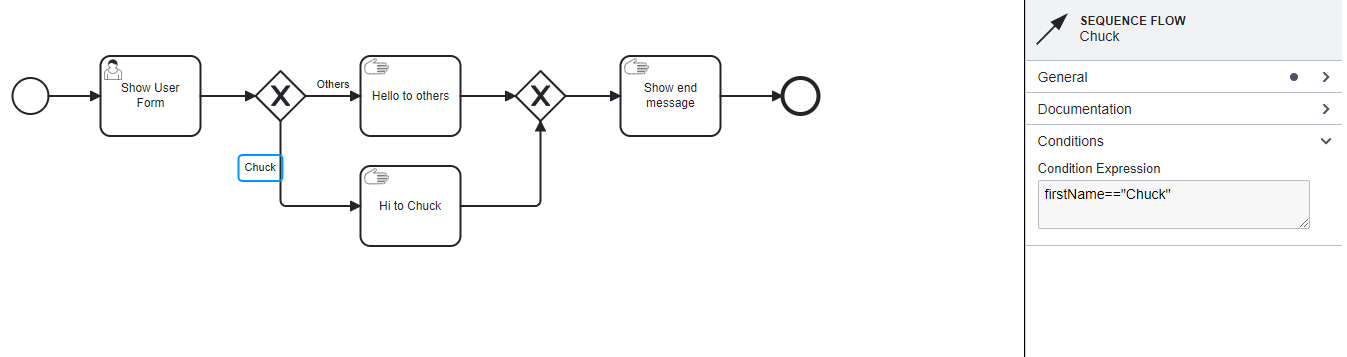 Show User
Form
Others
Hello to others
Show end
message
Chuck
Hi to Chuck
SEQUENCE FLOW
Chuck
General
Documentation
Conditions
Condition Expression
firstName=="Chuck"